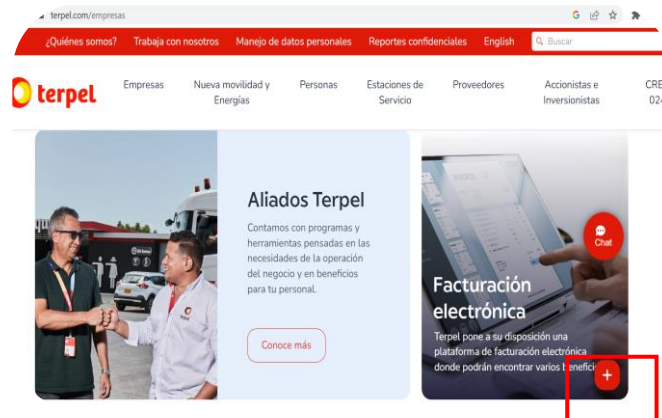 terpel.com/empresas
¿Quiénes somos? Trabaja con nosotros Manejo de datos personales Reportes confidenciales English Buscar
terpel
Empresas Nueva movilidad y Energías Personas Estaciones de Servicio Proveedores Accionistas e Inversionistas
Aliados Terpel
Contamos con programas y
herramientas pensadas en las
necesidades de la operación
del negocio y en beneficios
para tu personal.
Conoce más
Chat
Facturación
electrónica
Terpel pone a su disposición una
plataforma de facturación electrónica
donde podrán encontrar varios
+